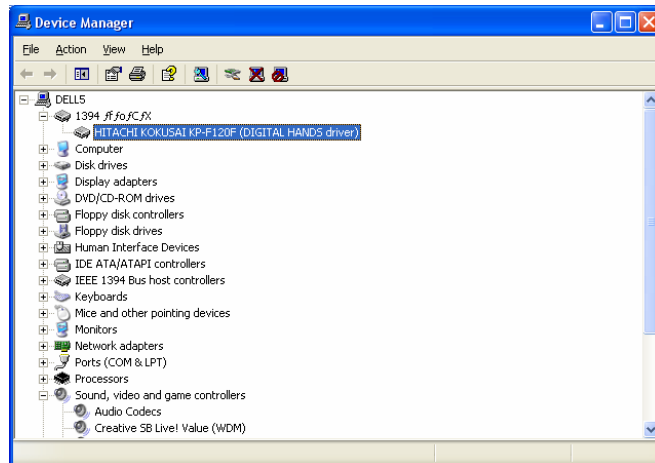 Device Manager
File Action View Help
DELL5
1394 ƒfƒoƒCƒX
HITACHI KOKUSAI KP-F120F (DIGITAL HANDS driver)
Computer
Disk drives
Display adapters
DVD/CD-ROM drives
Floppy disk controllers
Floppy disk drives
Human Interface Devices
IDE ATA/ATAPI controllers
IEEE 1394 Bus host controllers
Keyboards
Mice and other pointing devices
Monitors
Network adapters
Ports (COM & LPT)
Processors
Sound, video and game controllers
Audio Codecs
Creative SB Live! Value (WDM)